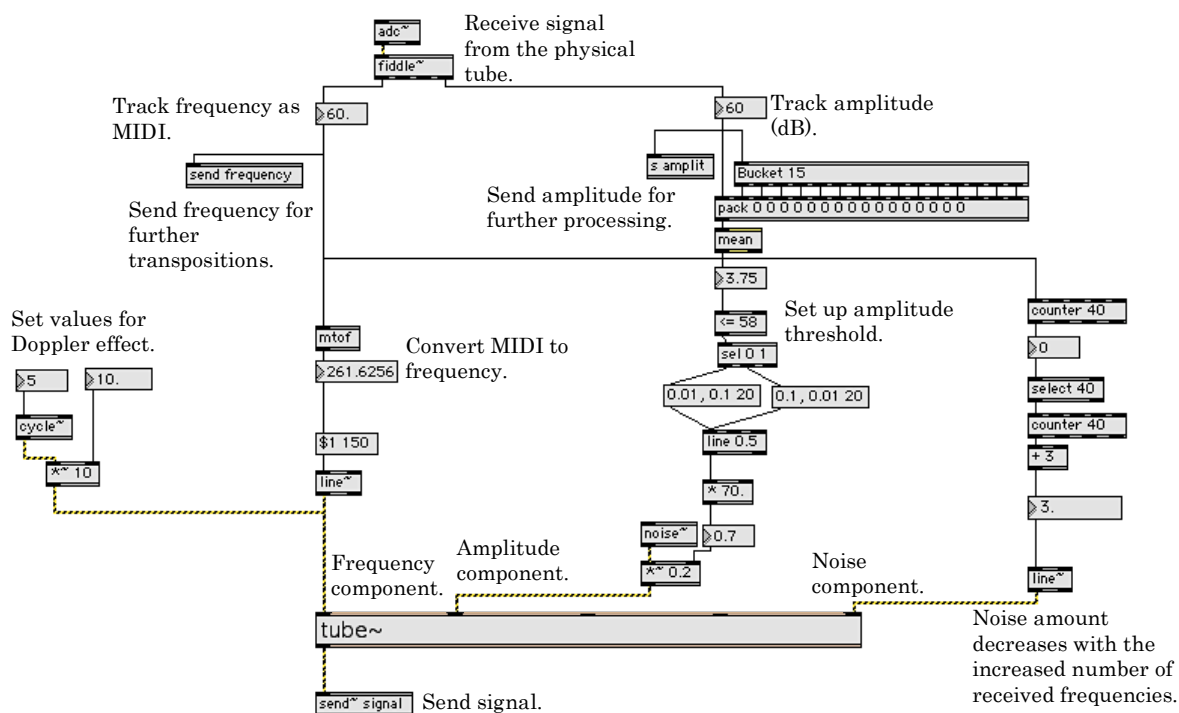 adc~
Receive signal
from the physical
tube.
fiddle~
Track frequency as
MIDI.
60.
60
Track amplitude
(dB).
send frequency
s amplit
Bucket 15
Send frequency for
further
transpositions.
Send amplitude for
further processing.
pack 0 0 0 0 0 0 0 0 0 0 0 0 0 0 0 0
mean
3.75
Set up amplitude
threshold.
<= 58
sel 0 1
counter 40
0
select 40
counter 40
+ 3
3.
line~
Set values for
Doppler effect.
5
10.
cycle~
*~ 10
mtof
Convert MIDI to
frequency.
261.6256
$1 150
line~
0.01, 0.1 20
0.1, 0.01 20
line 0.5
* 70.
noise~
0.7
*~ 0.2
Frequency
component.
Amplitude
component.
Noise
component.
tube~
Noise amount
decreases with the
increased number of
received frequencies.
send~ signal
Send signal.